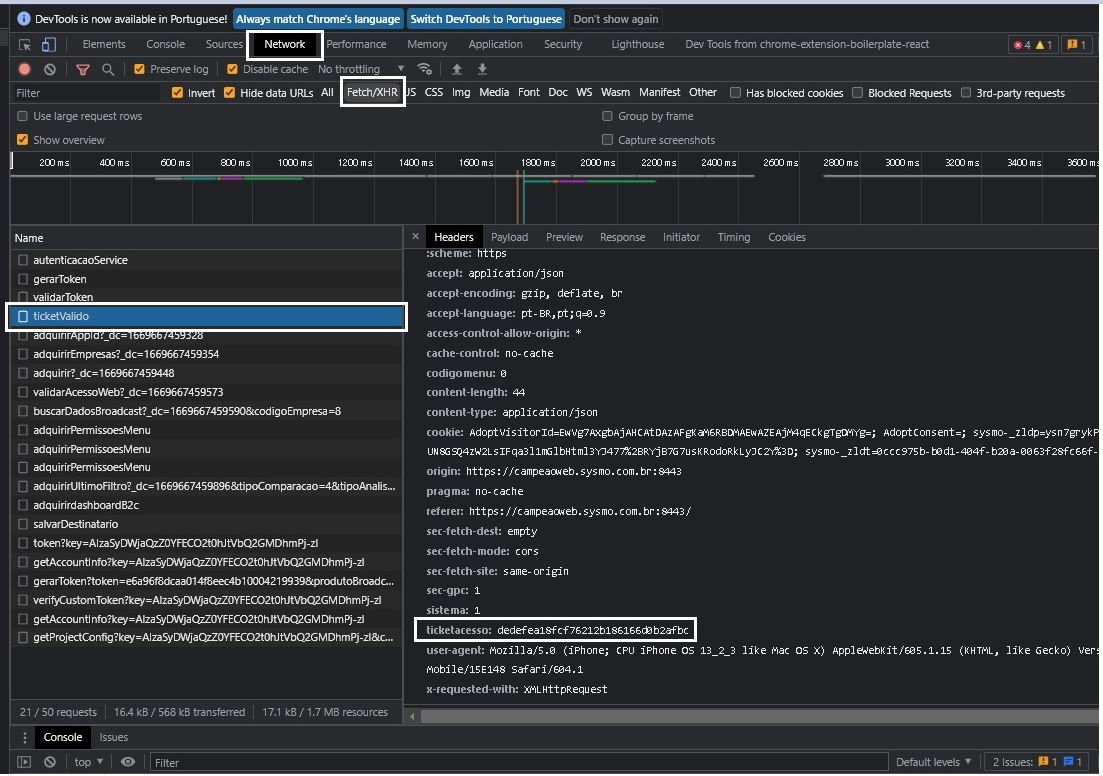 DevTools is now available in Portuguese! Always match Chrome's language Switch DevTools to Portuguese Don't show again
Elements Console Sources Network Performance Memory Application Security Lighthouse Dev Tools from chrome-extension-boilerplate-react 4 1 1
Preserve log Disable cache No throttling
Filter Invert Hide data URLs All Fetch/XHR JS CSS Img Media Font Doc WS Wasm Manifest Other Has blocked cookies Blocked Requests 3rd-party requests
Use large request rows Group by frame
Show overview Capture screenshots
200 ms 400 ms 600 ms 800 ms 1000 ms 1200 ms 1400 ms 1600 ms 1800 ms 2000 ms 2200 ms 2400 ms 2600 ms 2800 ms 3000 ms 3200 ms 3400 ms 3600 ms
Name
autenticacaoService
gerarToken
validarToken
ticketValido
adquirirAppId?_dc=1669667459328
adquirirEmpresas?_dc=1669667459354
adquirir?_dc=1669667459448
validarAcessoWeb?_dc=1669667459573
buscarDadosBroadcast?_dc=1669667459590&codigoEmpresa=8
adquirirPermissoesMenu
adquirirPermissoesMenu
adquirirPermissoesMenu
adquirirUltimoFiltro?_dc=1669667459896&tipoComparacao=4&tipoAnalis...
adquirirdashboardB2c
salvarDestinatario
token?key=AIzaSyDWjaQzZ0YFECO2t0hJtVbQ2GMDhmPj-zI
getAccountInfo?key=AIzaSyDWjaQzZ0YFECO2t0hJtVbQ2GMDhmPj-zI
gerarToken?token=e6a96f8dcaa014f8eec4b10004219939&produtoBroadc...
verifyCustomToken?key=AIzaSyDWjaQzZ0YFECO2t0hJtVbQ2GMDhmPj-zI
getAccountInfo?key=AIzaSyDWjaQzZ0YFECO2t0hJtVbQ2GMDhmPj-zI
getProjectConfig?key=AIzaSyDWjaQzZ0YFECO2t0hJtVbQ2GMDhmPj-zI&c...
21 / 50 requests 16.4 kB / 568 kB transferred 17.1 kB / 1.7 MB resources
× Headers Payload Preview Response Initiator Timing Cookies
:scheme: https
accept: application/json
accept-encoding: gzip, deflate, br
accept-language: pt-BR,pt;q=0.9
access-control-allow-origin: *
cache-control: no-cache
codigomenu: 0
content-length: 44
content-type: application/json
cookie: AdoptVisitorId=EwVg7AxgbAjAHCAtDAzAFgKaM6RBDMAEwAZEAjM4qECkgTgDMYg=; AdoptConsent=; sysmo-_zldp=ysn7grykP
UN8GSQ4zW2LsIFqa3l1mGlbHtml3YJ477%2BRYjB7G7usKRodoRkLyJC2Y%3D; sysmo-_zldt=0ccc975b-b0d1-404f-b20a-0063f28fc66f-
origin: https://campeaoweb.sysmo.com.br:8443
pragma: no-cache
referer: https://campeaoweb.sysmo.com.br:8443/
sec-fetch-dest: empty
sec-fetch-mode: cors
sec-fetch-site: same-origin
sec-gpc: 1
sistema: 1
ticketacesso: dedefea18fcf76212b186166d0b2afbc
user-agent: Mozilla/5.0 (iPhone; CPU iPhone OS 13_2_3 like Mac OS X) AppleWebKit/605.1.15 (KHTML, like Gecko) Vers
Mobile/15E148 Safari/604.1
x-requested-with: XMLHttpRequest
Console Issues
top Filter Default levels 2 Issues: 1 1